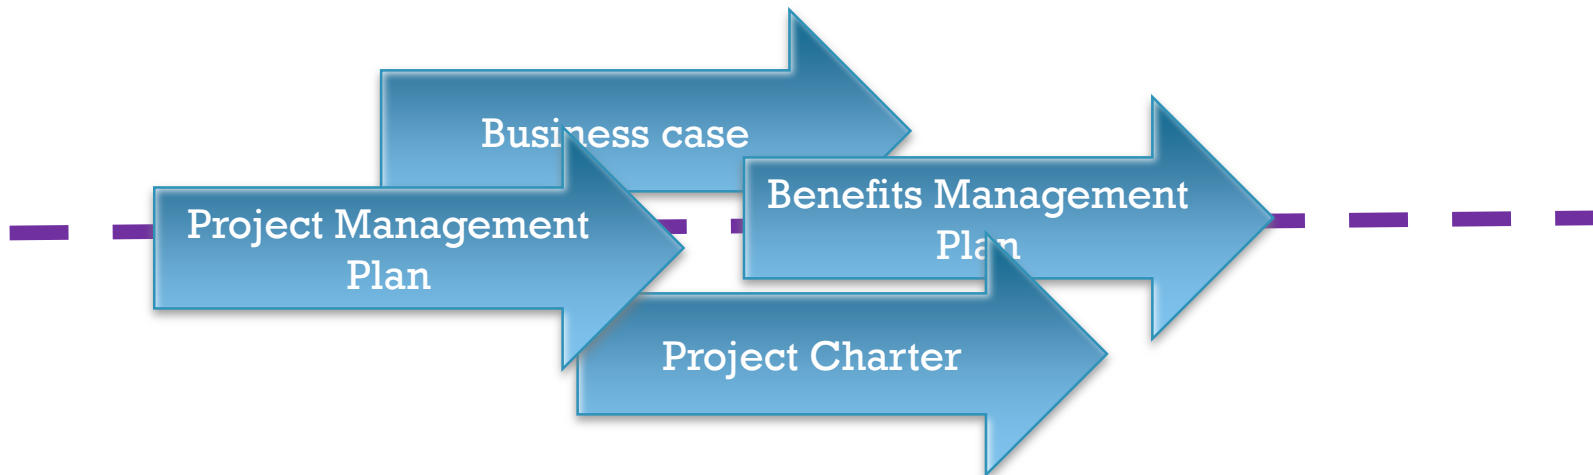 Business case
Project Management
Plan
Benefits Management
Plan
Project Charter